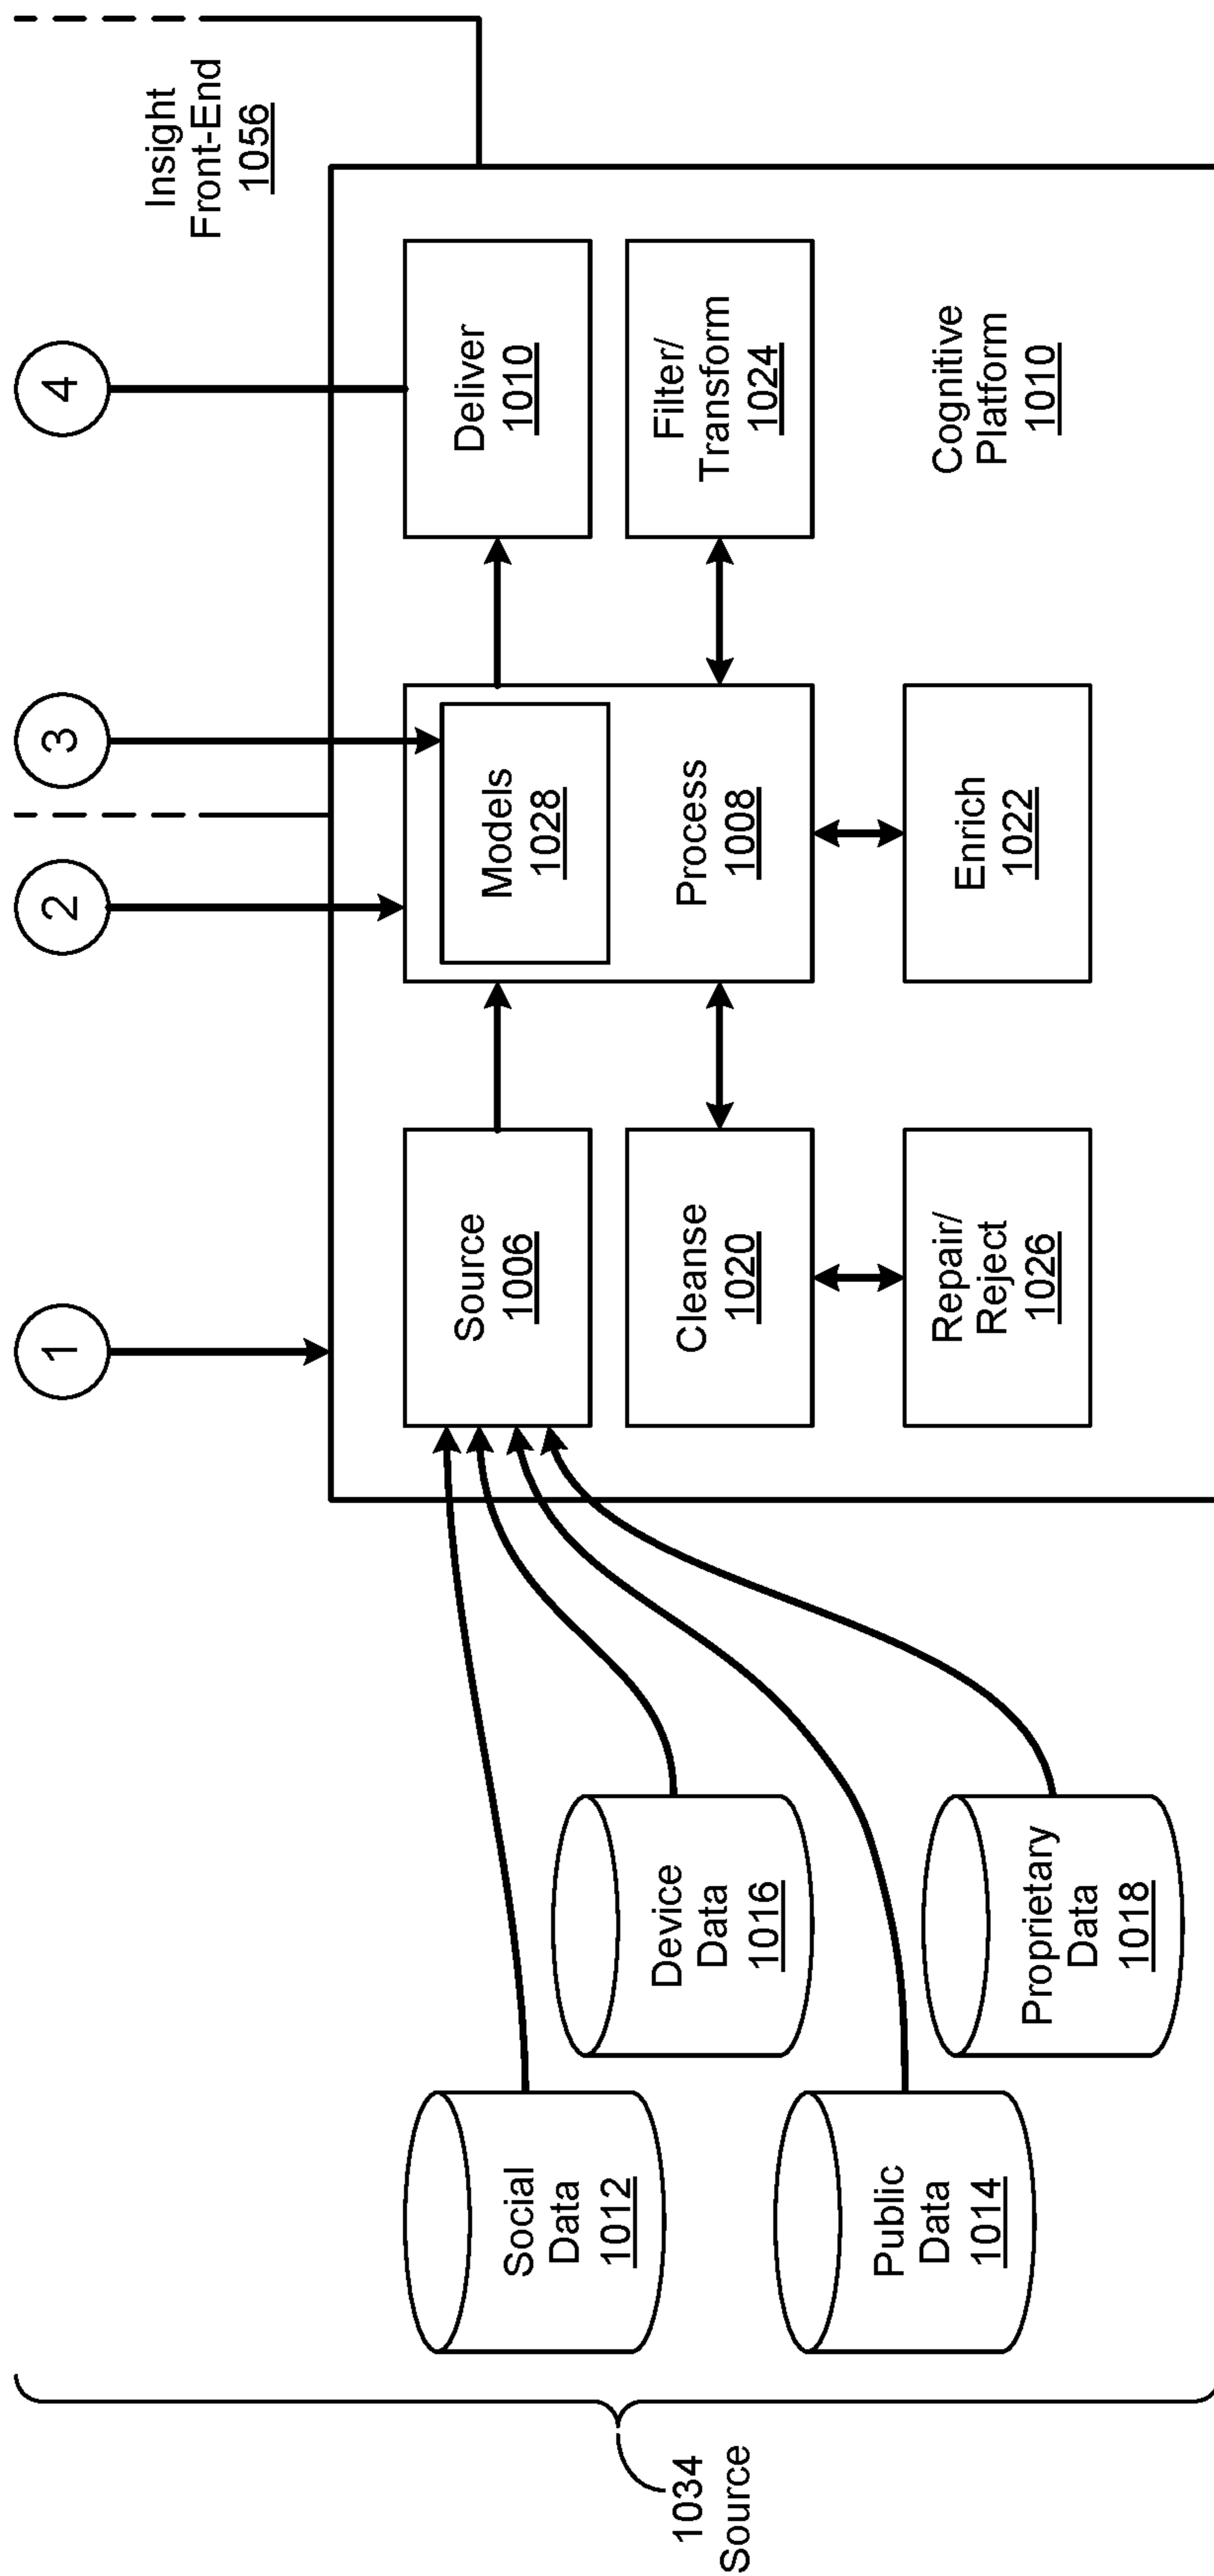 1
2
3
4
Insight
Front-End
1056
Source
1006
Models
1028
Process
1008
Deliver
1010
Cleanse
1020
Filter/
Transform
1024
Repair/
Reject
1026
Enrich
1022
Cognitive
Platform
1010
Social
Data
1012
Device
Data
1016
Public
Data
1014
Proprietary
Data
1018
1034
Source